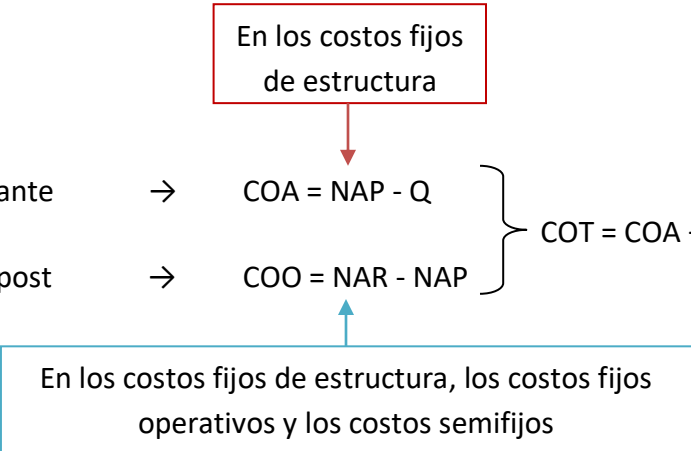 En los costos fijos
de estructura
ante → COA = NAP - Q
COT = COA -
post → COO = NAR - NAP
En los costos fijos de estructura, los costos fijos
operativos y los costos semifijos